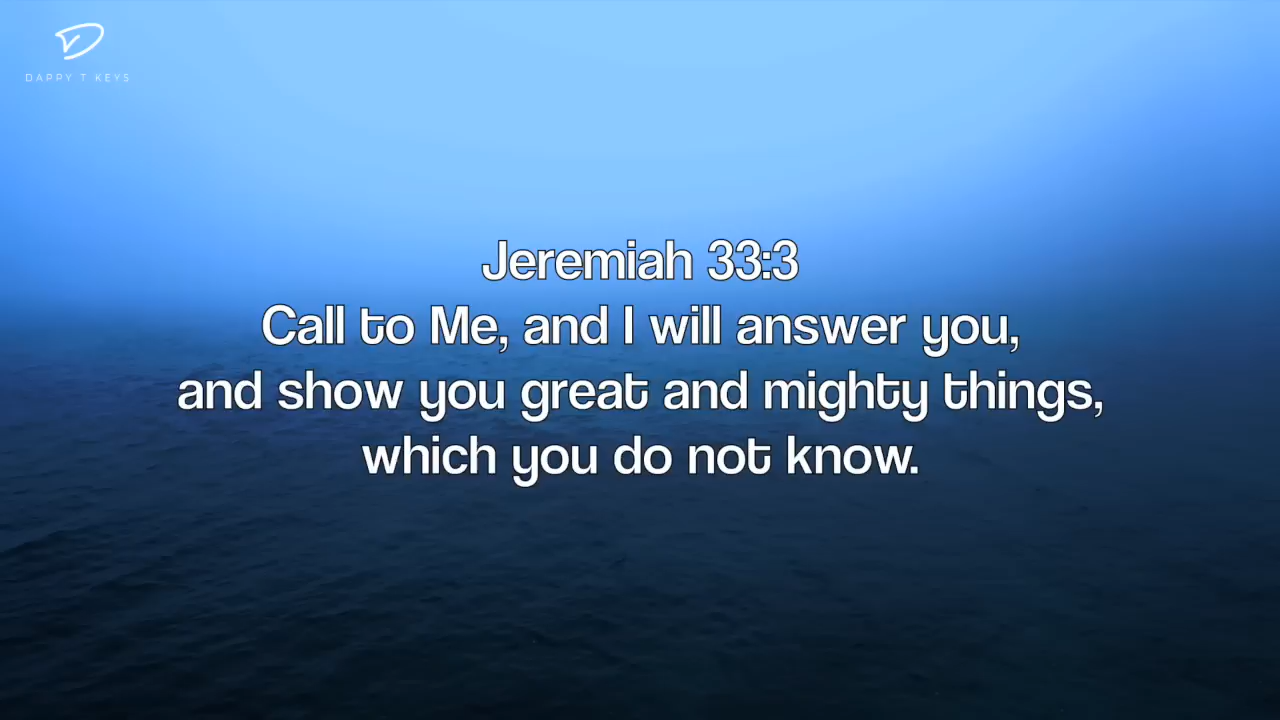 DAPPY T KEYS
Jeremiah 33:3
Call to Me, and I will answer you,
and show you great and mighty things,
which you do not know.